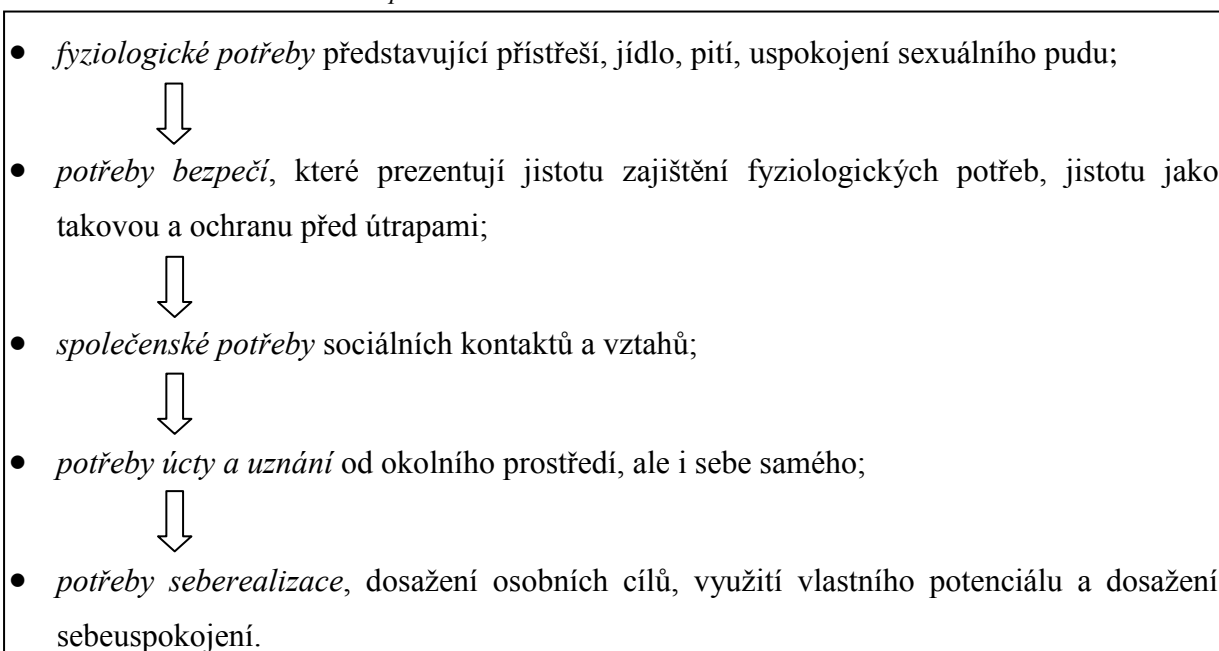 • fyziologické potřeby představující přístřeší, jídlo, pití, uspokojení sexuálního pudu;
• potřeby bezpečí, které prezentují jistotu zajištění fyziologických potřeb, jistotu jako
takovou a ochranu před útrapami;
• společenské potřeby sociálních kontaktů a vztahů;
• potřeby úcty a uznání od okolního prostředí, ale i sebe samého;
• potřeby seberealizace, dosažení osobních cílů, využití vlastního potenciálu a dosažení
sebeuspokojení.